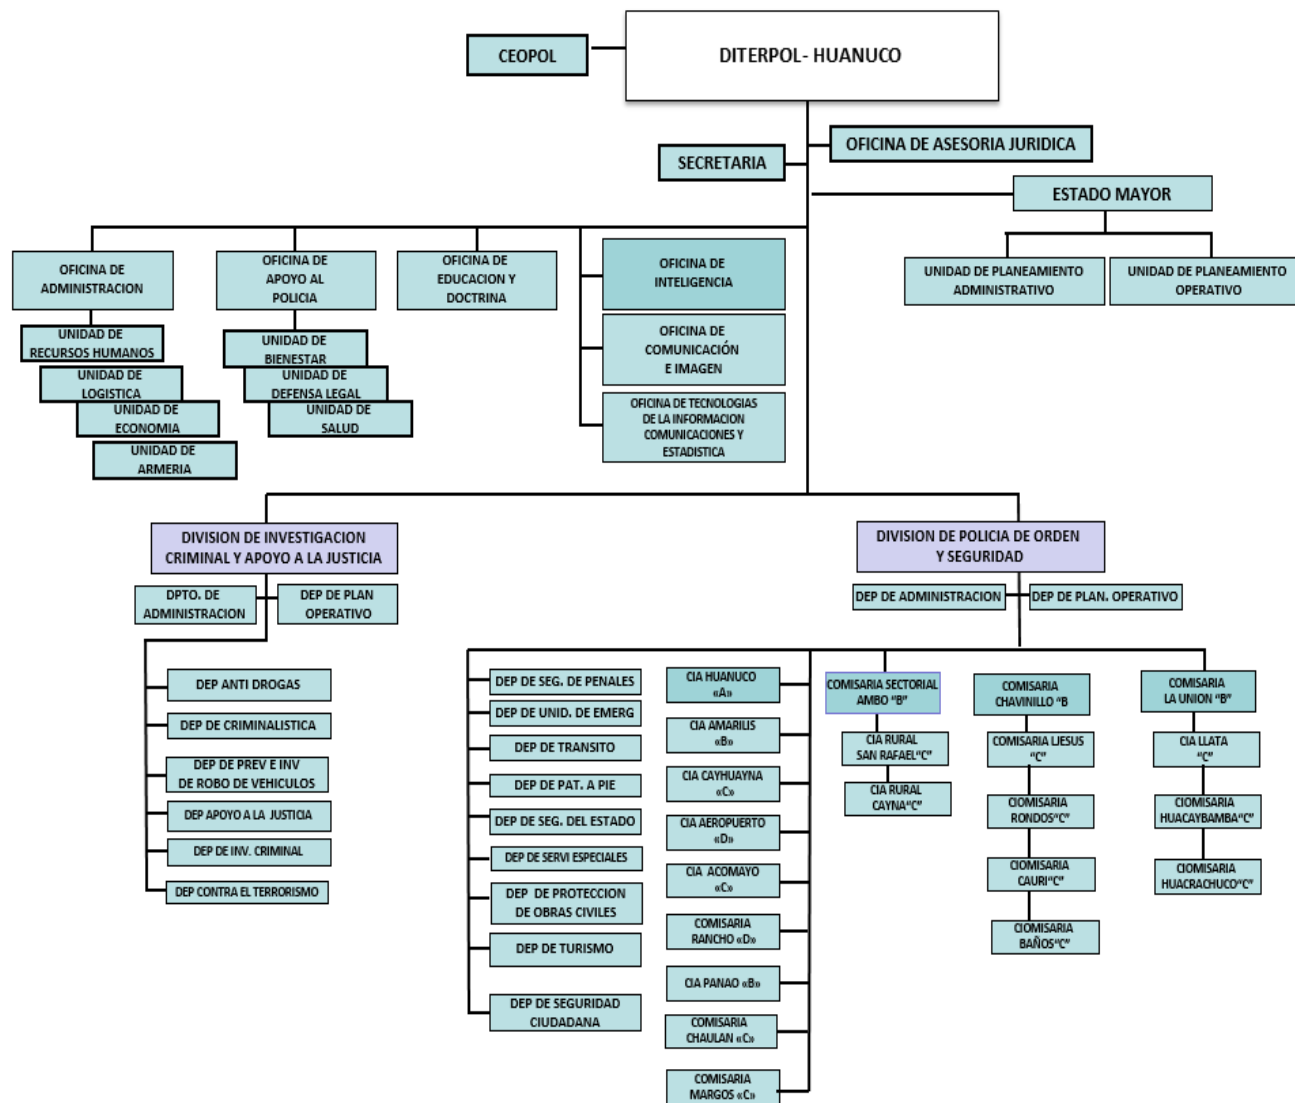 CEOPOL
DITERPOL- HUANUCO
OFICINA DE ASESORIA JURIDICA
SECRETARIA
ESTADO MAYOR
UNIDAD DE PLANEAMIENTO
ADMINISTRATIVO
UNIDAD DE PLANEAMIENTO
OPERATIVO
OFICINA DE
ADMINISTRACION
UNIDAD DE
RECURSOS HUMANOS
UNIDAD DE
LOGISTICA
UNIDAD DE
ECONOMIA
UNIDAD DE
ARMERIA
OFICINA DE
APOYO AL
POLICIA
UNIDAD DE
BIENESTAR
UNIDAD DE
DEFENSA LEGAL
UNIDAD DE
SALUD
OFICINA DE
EDUCACION Y
DOCTRINA
OFICINA DE
INTELIGENCIA
OFICINA DE
COMUNICACIÓN
E IMAGEN
OFICINA DE TECNOLOGIAS
DE LA INFORMACION
COMUNICACIONES Y
ESTADISTICA
DIVISION DE INVESTIGACION
CRIMINAL Y APOYO A LA JUSTICIA
DPTO. DE
ADMINISTRACION
DEP DE PLAN
OPERATIVO
DEP ANTI DROGAS
DEP DE CRIMINALISTICA
DEP DE PREV E INV
DE ROBO DE VEHICULOS
DEP APOYO A LA JUSTICIA
DEP DE INV. CRIMINAL
DEP CONTRA EL TERRORISMO
DIVISION DE POLICIA DE ORDEN
Y SEGURIDAD
DEP DE ADMINISTRACION
DEP DE PLAN. OPERATIVO
DEP DE SEG. DE PENALES
DEP DE UNID. DE EMERG
DEP DE TRANSITO
DEP DE PAT. A PIE
DEP DE SEG. DEL ESTADO
DEP DE SERVI ESPECIALES
DEP DE PROTECCION
DE OBRAS CIVILES
DEP DE TURISMO
DEP DE SEGURIDAD
CIUDADANA
CIA HUANUCO
«A»
CIA AMARILIS
«B»
CIA CAYHUAYNA
«C»
CIA AEROPUERTO
«D»
CIA ACOMAYO
«C»
COMISARIA
RANCHO «D»
CIA PANAO «B»
COMISARIA
CHAULAN «C»
COMISARIA
MARGOS «C»
COMISARIA SECTORIAL
AMBO “B”
CIA RURAL
SAN RAFAEL“C”
CIA RURAL
CAYNA“C”
COMISARIA
CHAVINILLO “B
COMISARIA LJESUS
“C”
CIOMISARIA
RONDOS“C”
CIOMISARIA
CAURI“C”
CIOMISARIA
BAÑOS“C”
COMISARIA
LA UNION “B”
CIA LLATA
“C”
CIOMISARIA
HUACAYBAMBA“C”
CIOMISARIA
HUACRACHUCO“C”